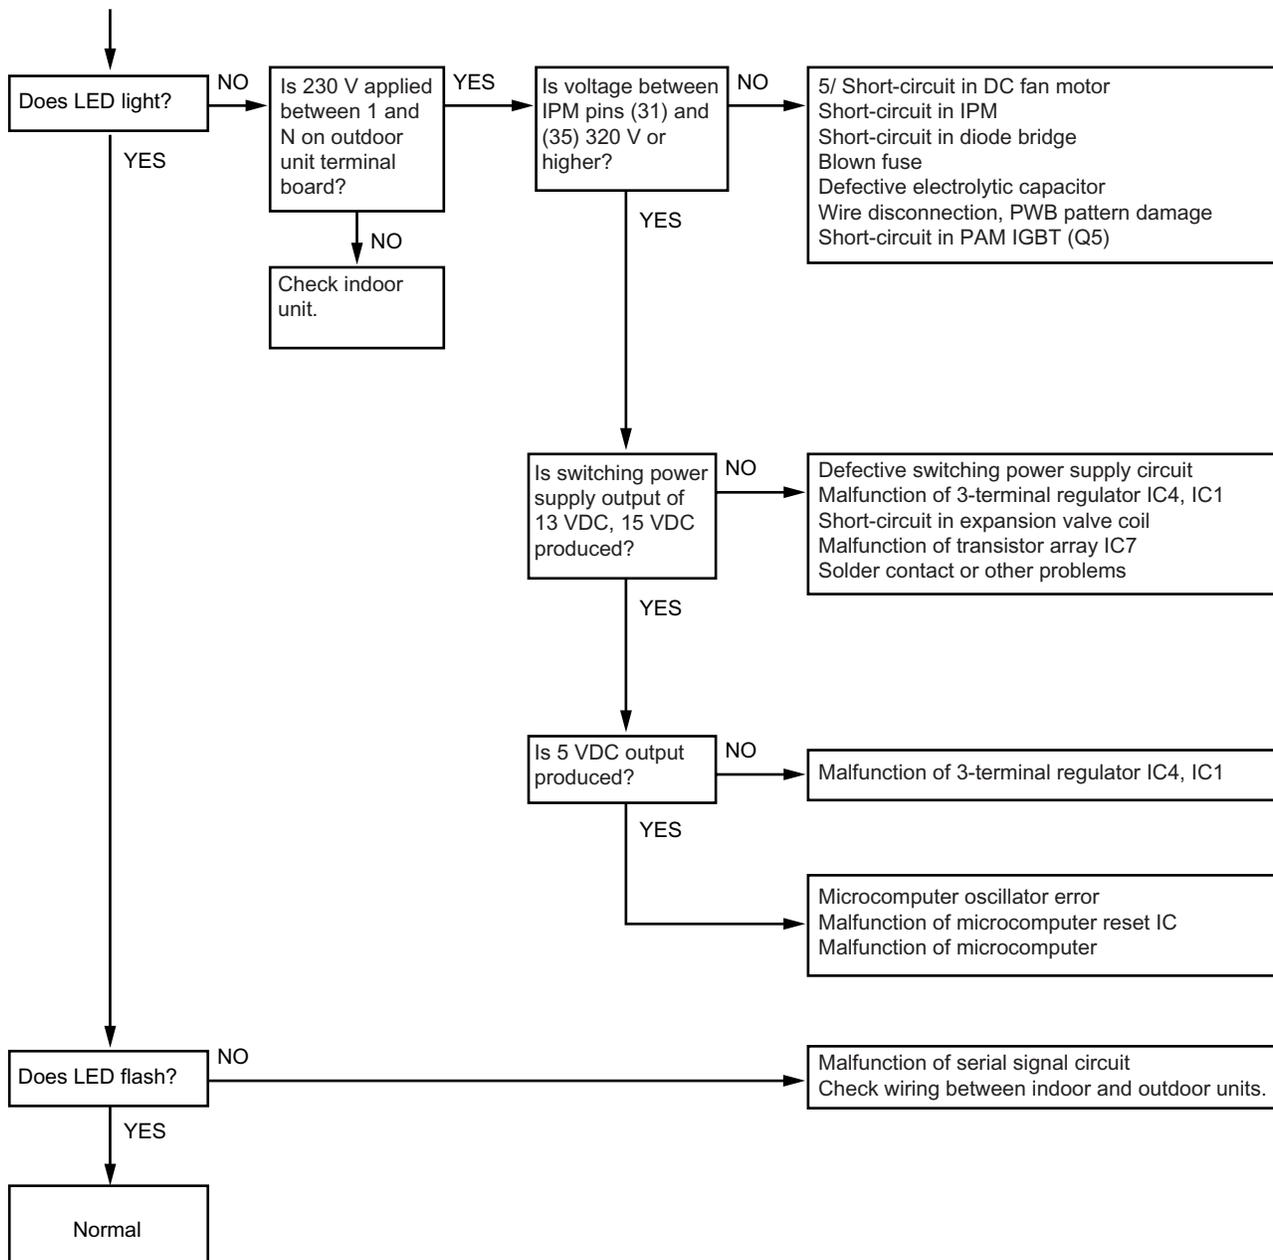 Does LED light?
NO
YES
Is 230 V applied
between 1 and
N on outdoor
unit terminal
board?
YES
NO
Check indoor
unit.
Is voltage between
IPM pins (31) and
(35) 320 V or
higher?
NO
YES
5/ Short-circuit in DC fan motor
Short-circuit in IPM
Short-circuit in diode bridge
Blown fuse
Defective electrolytic capacitor
Wire disconnection, PWB pattern damage
Short-circuit in PAM IGBT (Q5)
Is switching power
supply output of
13 VDC, 15 VDC
produced?
NO
YES
Defective switching power supply circuit
Malfunction of 3-terminal regulator IC4, IC1
Short-circuit in expansion valve coil
Malfunction of transistor array IC7
Solder contact or other problems
Is 5 VDC output
produced?
NO
YES
Malfunction of 3-terminal regulator IC4, IC1
Microcomputer oscillator error
Malfunction of microcomputer reset IC
Malfunction of microcomputer
Does LED flash?
NO
YES
Malfunction of serial signal circuit
Check wiring between indoor and outdoor units.
Normal